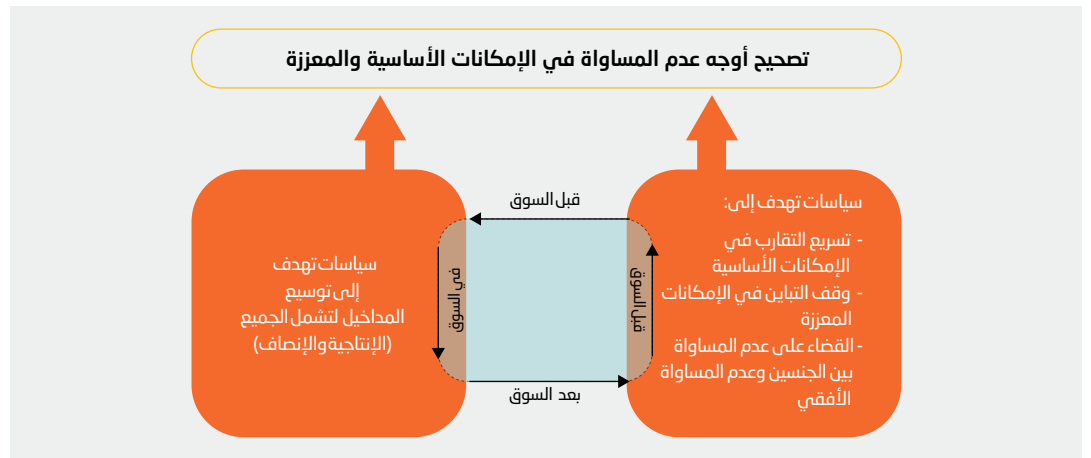 تصحيح أوجه عدم المساواة في الإمكانات الأساسية والمعززة
سياسات تهدف إلى:
- تسريع التقارب في
الإمكانات الأساسية
- وقف التباين في الإمكانات
المعززة
- القضاء على عدم المساواة
بين الجنسين وعدم المساواة
الأفقي
قبل السوق
قبل السوق
في السوق
بعد السوق
سياسات تهدف
إلى توسيع
المداخيل لتشمل الجميع
(الإنتاجية والإنصاف)